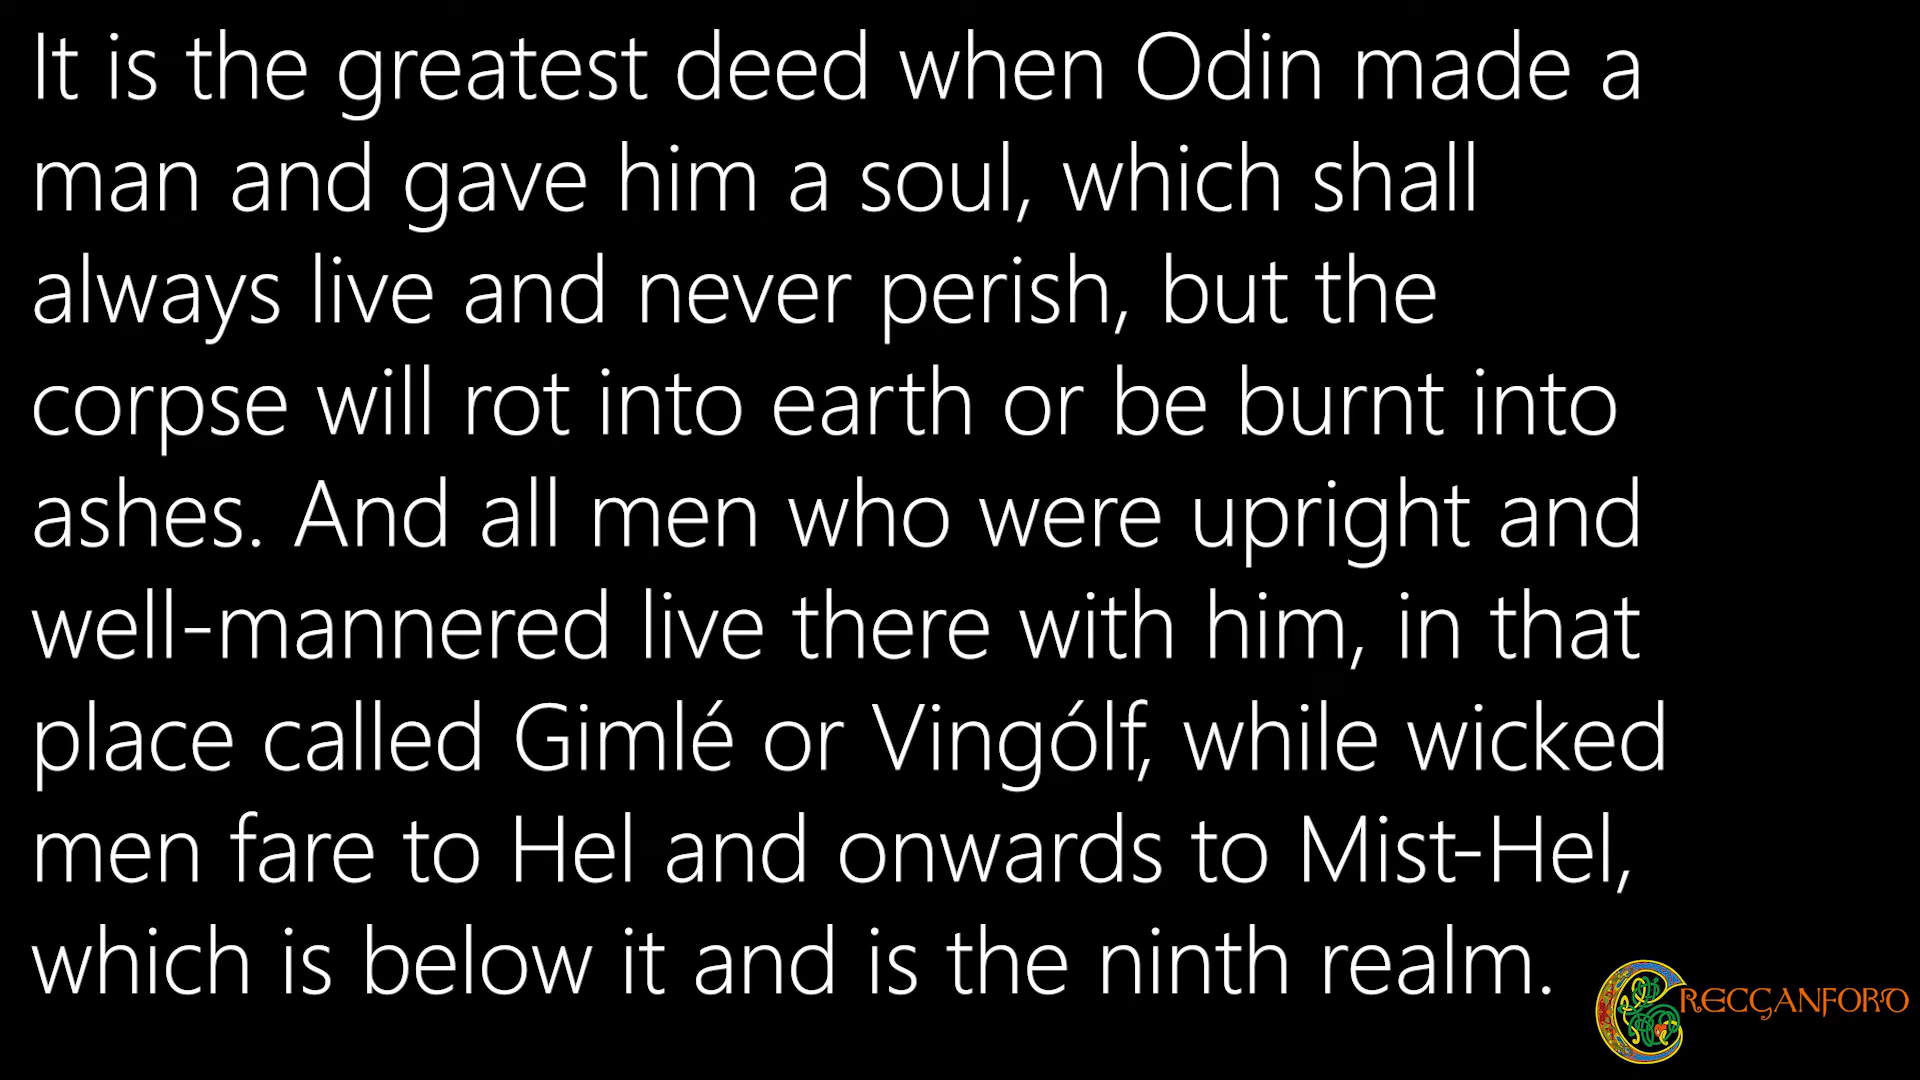 It is the greatest deed when Odin made a
man and gave him a soul, which shall
always live and never perish, but the
corpse will rot into earth or be burnt into
ashes. And all men who were upright and
well-mannered live there with him, in that
place called Gimlé or Vingólf, while wicked
men fare to Hel and onwards to Mist-Hel,
which is below it and is the ninth realm.
CRECGANFORD